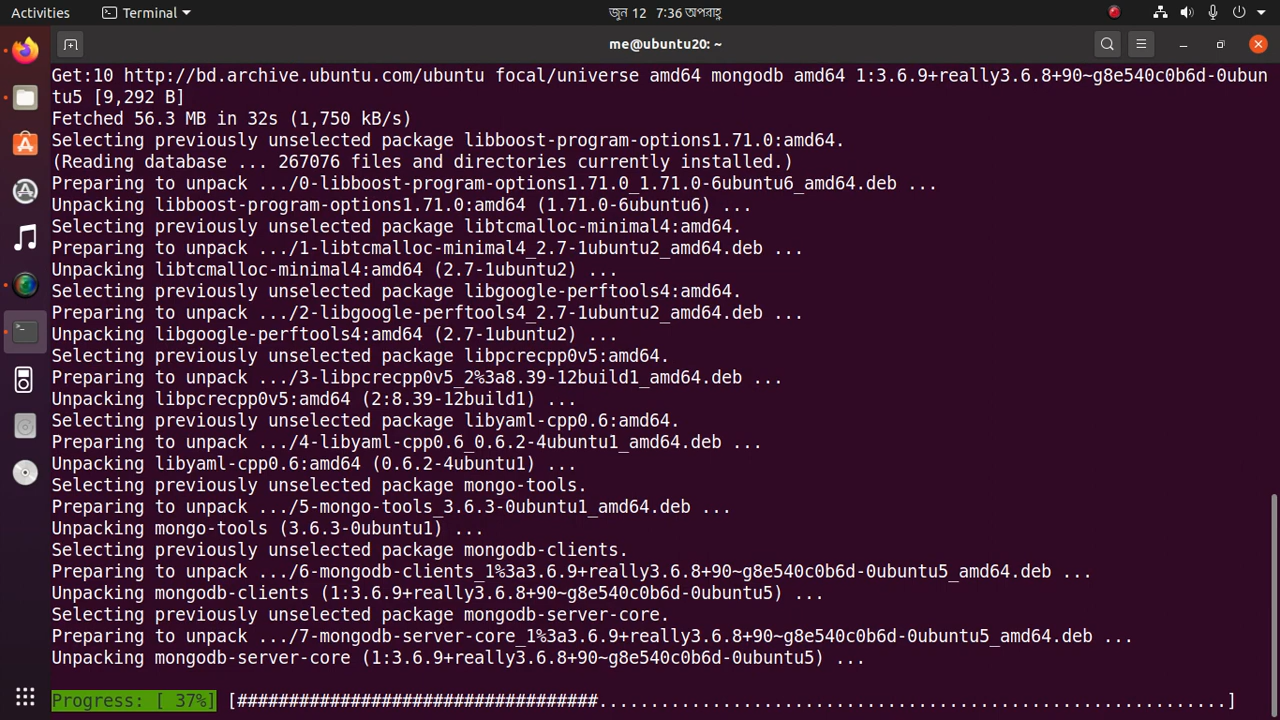 Activities
Terminal
জুন 12 7:36 অপরাহ্ণ
me@ubuntu20: ~
Get:10 http://bd.archive.ubuntu.com/ubuntu focal/universe amd64 mongodb amd64 1:3.6.9+really3.6.8+90~g8e540c0b6d-0ubun
tu5 [9,292 B]
Fetched 56.3 MB in 32s (1,750 kB/s)
Selecting previously unselected package libboost-program-options1.71.0:amd64.
(Reading database ... 267076 files and directories currently installed.)
Preparing to unpack .../0-libboost-program-options1.71.0_1.71.0-6ubuntu6_amd64.deb ...
Unpacking libboost-program-options1.71.0:amd64 (1.71.0-6ubuntu6) ...
Selecting previously unselected package libtcmalloc-minimal4:amd64.
Preparing to unpack .../1-libtcmalloc-minimal4_2.7-1ubuntu2_amd64.deb ...
Unpacking libtcmalloc-minimal4:amd64 (2.7-1ubuntu2) ...
Selecting previously unselected package libgoogle-perftools4:amd64.
Preparing to unpack .../2-libgoogle-perftools4_2.7-1ubuntu2_amd64.deb ...
Unpacking libgoogle-perftools4:amd64 (2.7-1ubuntu2) ...
Selecting previously unselected package libpcrecpp0v5:amd64.
Preparing to unpack .../3-libpcrecpp0v5_2%3a8.39-12build1_amd64.deb ...
Unpacking libpcrecpp0v5:amd64 (2:8.39-12build1) ...
Selecting previously unselected package libyaml-cpp0.6:amd64.
Preparing to unpack .../4-libyaml-cpp0.6_0.6.2-4ubuntu1_amd64.deb ...
Unpacking libyaml-cpp0.6:amd64 (0.6.2-4ubuntu1) ...
Selecting previously unselected package mongo-tools.
Preparing to unpack .../5-mongo-tools_3.6.3-0ubuntu1_amd64.deb ...
Unpacking mongo-tools (3.6.3-0ubuntu1) ...
Selecting previously unselected package mongodb-clients.
Preparing to unpack .../6-mongodb-clients_1%3a3.6.9+really3.6.8+90~g8e540c0b6d-0ubuntu5_amd64.deb ...
Unpacking mongodb-clients (1:3.6.9+really3.6.8+90~g8e540c0b6d-0ubuntu5) ...
Selecting previously unselected package mongodb-server-core.
Preparing to unpack .../7-mongodb-server-core_1%3a3.6.9+really3.6.8+90~g8e540c0b6d-0ubuntu5_amd64.deb ...
Unpacking mongodb-server-core (1:3.6.9+really3.6.8+90~g8e540c0b6d-0ubuntu5) ...
Progress: [ 37%] [###################################.............................................................]